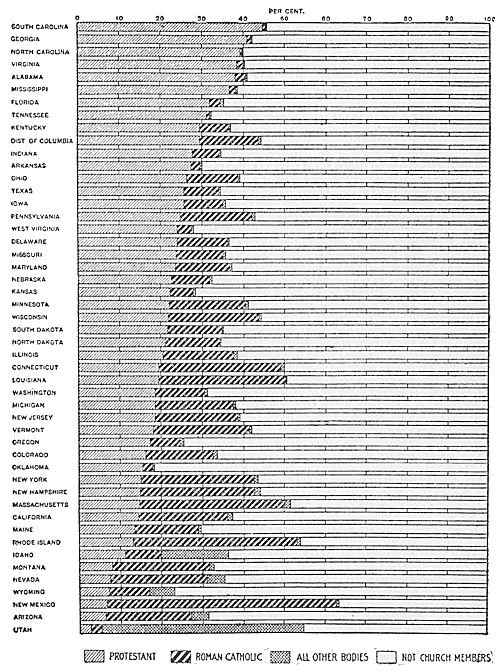 PER CENT.
0 10 20 30 40 50 60 70 80 90 100
SOUTH CAROLINA
GEORGIA
NORTH CAROLINA
VIRGINIA
ALABAMA
MISSISSIPPI
FLORIDA
TENNESSEE
KENTUCKY
DIST OF COLUMBIA
INDIANA
ARKANSAS
OHIO
TEXAS
IOWA
PENNSYLVANIA
WEST VIRGINIA
DELAWARE
MISSOURI
MARYLAND
NEBRASKA
KANSAS
MINNESOTA
WISCONSIN
SOUTH DAKOTA
NORTH DAKOTA
ILLINOIS
CONNECTICUT
LOUISIANA
WASHINGTON
MICHIGAN
NEW JERSEY
VERMONT
OREGON
COLORADO
OKLAHOMA
NEW YORK
NEW HAMPSHIRE
MASSACHUSETTS
CALIFORNIA
MAINE
RHODE ISLAND
IDAHO
MONTANA
NEVADA
WYOMING
NEW MEXICO
ARIZONA
UTAH
PROTESTANT ROMAN CATHOLIC ALL OTHER BODIES NOT CHURCH MEMBERS